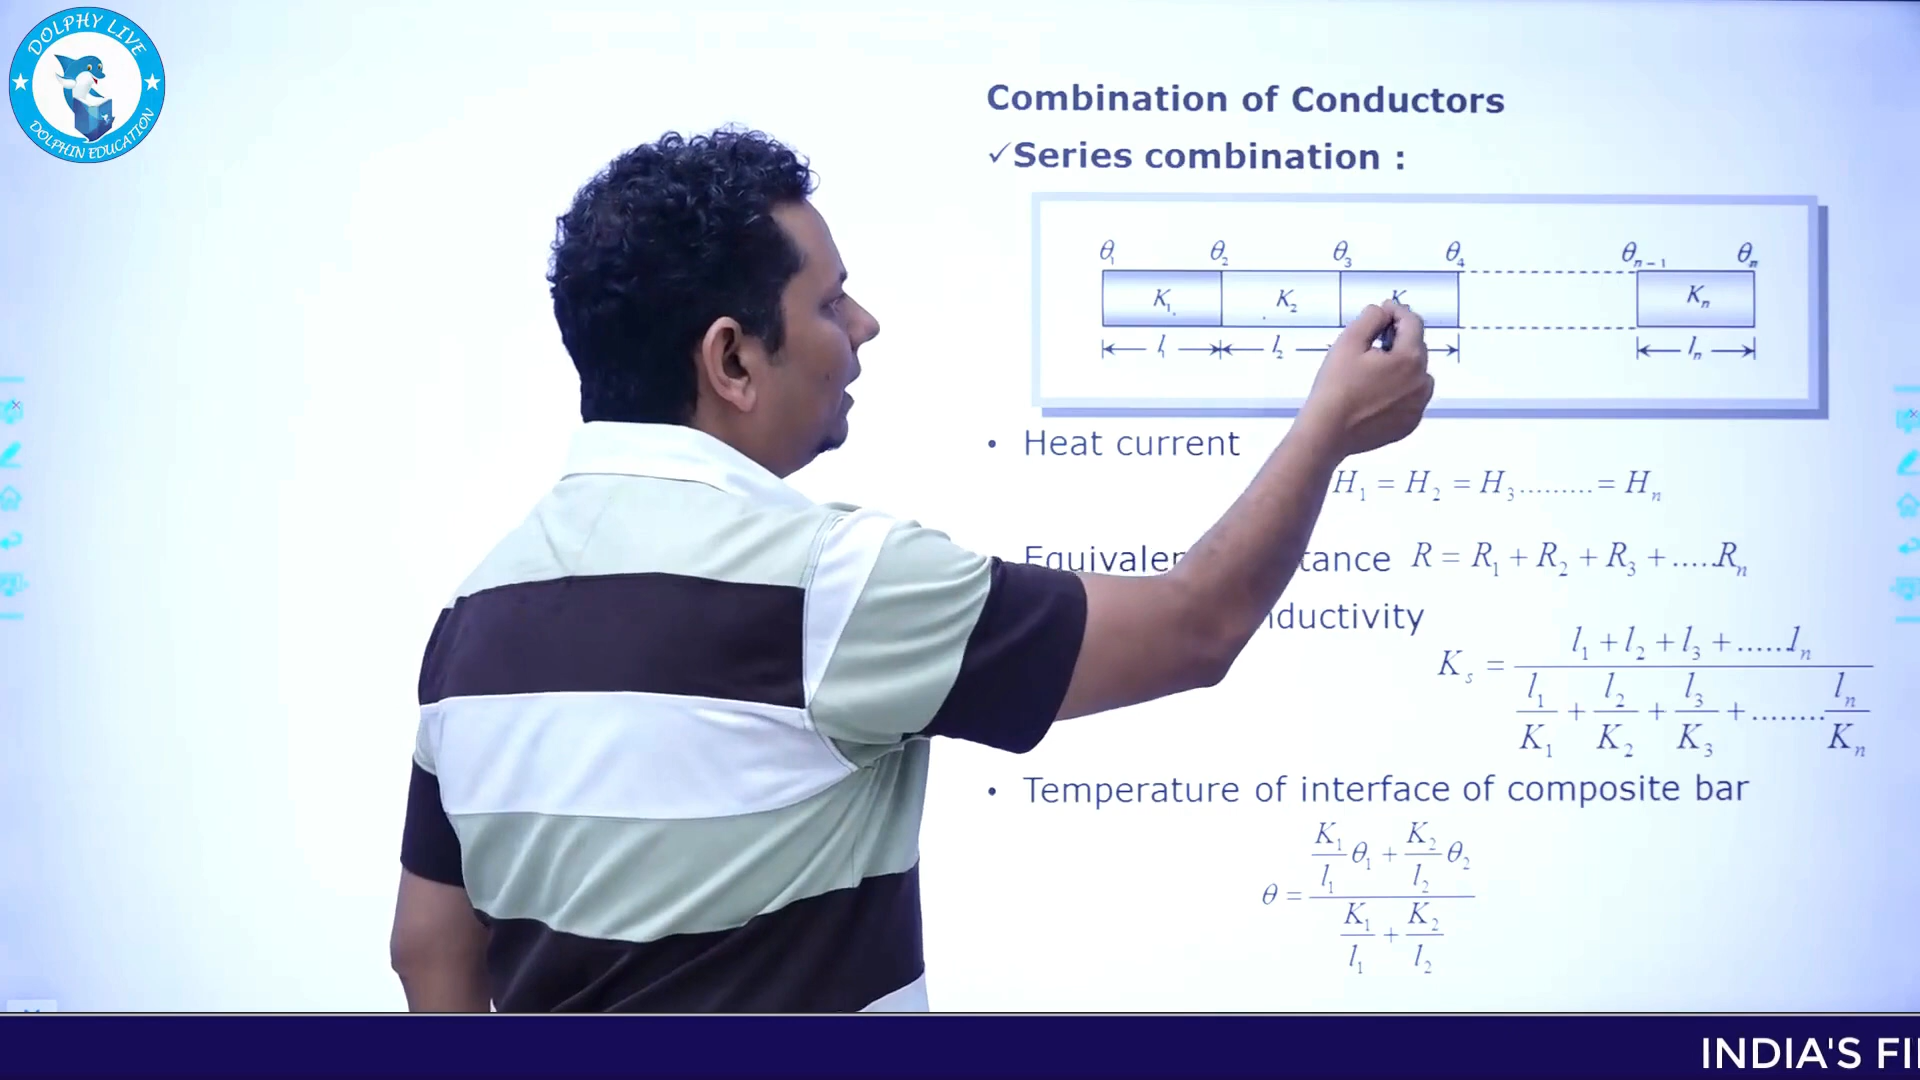 DOLPHY LIVE
DOLPHIN EDUCATION
Combination of Conductors
✓Series combination :
θ₁ θ₂ θ₃ θ₄ θₙ₋₁ θₙ
K₁ K₂ K Kₙ
l₁ l₂ lₙ
• Heat current
H₁ = H₂ = H₃.........= Hₙ
R = R₁ + R₂ + R₃ + .....Rₙ
Kₛ = (l₁ + l₂ + l₃ + ......lₙ) / (l₁/K₁ + l₂/K₂ + l₃/K₃ + ........lₙ/Kₙ)
• Temperature of interface of composite bar
θ = (K₁/l₁ θ₁ + K₂/l₂ θ₂) / (K₁/l₁ + K₂/l₂)
INDIA'S